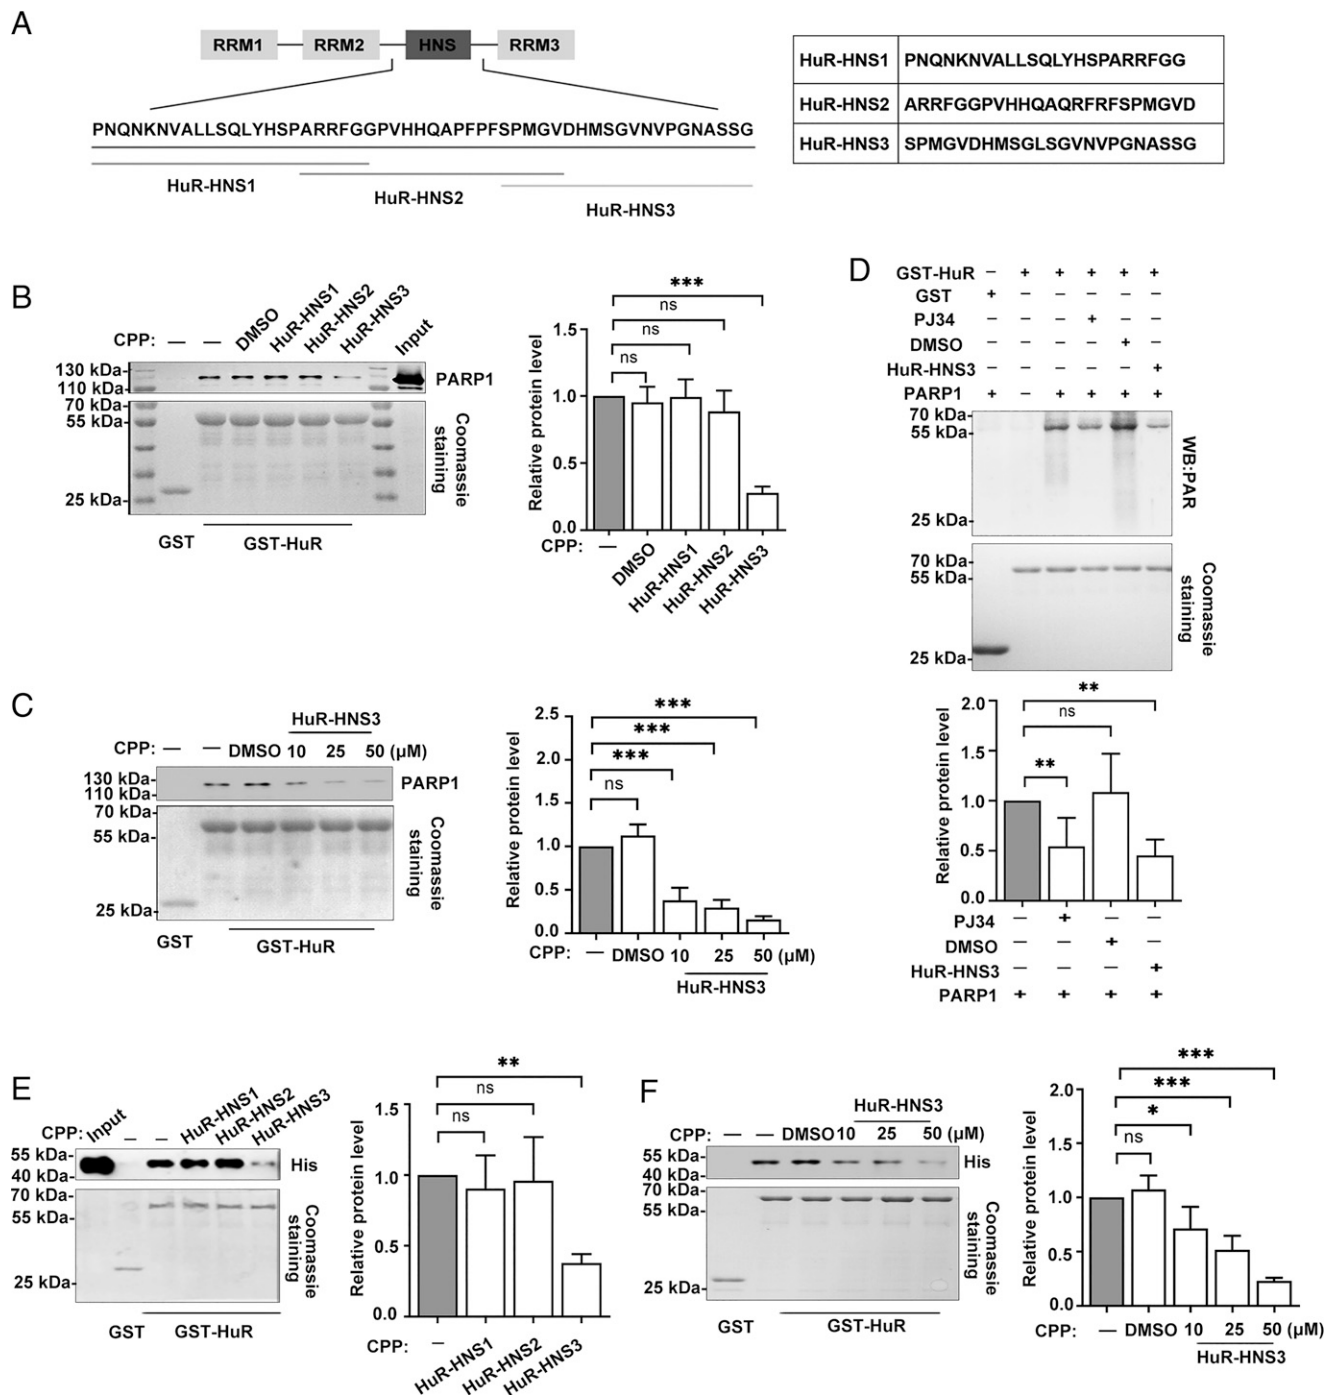 A
RRM1 RRM2 HNS RRM3
PNQNKNVALLSQLYHSPARRFGGPVHHQAPFPFSPMGVDHMSGVNVPGNASSG
HuR-HNS1
HuR-HNS2
HuR-HNS3
HuR-HNS1 PNQNKNVALLSQLYHSPARRFGG
HuR-HNS2 ARRFGGPVHHQAQRFRFSPMGVD
HuR-HNS3 SPMGVDHMSGLSGVNVPGNASSG
B
CPP: — — DMSO HuR-HNS1 HuR-HNS2 HuR-HNS3 Input
130 kDa-
110 kDa-
PARP1
70 kDa-
55 kDa-
25 kDa-
Coomassie staining
GST GST-HuR
Relative protein level
1.5
1.0
0.5
0.0
***
ns
ns
ns
CPP: — DMSO HuR-HNS1 HuR-HNS2 HuR-HNS3
C
HuR-HNS3
CPP: — — DMSO 10 25 50 (μM)
130 kDa-
110 kDa-
PARP1
70 kDa-
55 kDa-
25 kDa-
Coomassie staining
GST GST-HuR
Relative protein level
2.5
2.0
1.5
1.0
0.5
0.0
***
***
***
ns
CPP: — DMSO 10 25 50 (μM)
HuR-HNS3
D
GST-HuR – + + + + +
GST + – – – – –
PJ34 – – – + – –
DMSO – – – – + –
HuR-HNS3 – – – – – +
PARP1 + – + + + +
70 kDa-
55 kDa-
25 kDa-
WB:PAR
70 kDa-
55 kDa-
25 kDa-
Coomassie staining
Relative protein level
2.0
1.5
1.0
0.5
0.0
**
ns
**
PJ34 – + – –
DMSO – – + –
HuR-HNS3 – – – +
PARP1 + + + +
E
CPP: Input – – HuR-HNS1 HuR-HNS2 HuR-HNS3
55 kDa-
40 kDa-
His
70 kDa-
55 kDa-
25 kDa-
Coomassie staining
GST GST-HuR
Relative protein level
1.5
1.0
0.5
0.0
**
ns
ns
CPP: – HuR-HNS1 HuR-HNS2 HuR-HNS3
F
HuR-HNS3
CPP: — — DMSO 10 25 50 (μM)
55 kDa-
40 kDa-
His
70 kDa-
55 kDa-
25 kDa-
Coomassie staining
GST GST-HuR
Relative protein level
2.0
1.5
1.0
0.5
0.0
***
***
*
ns
CPP: — DMSO 10 25 50 (μM)
HuR-HNS3